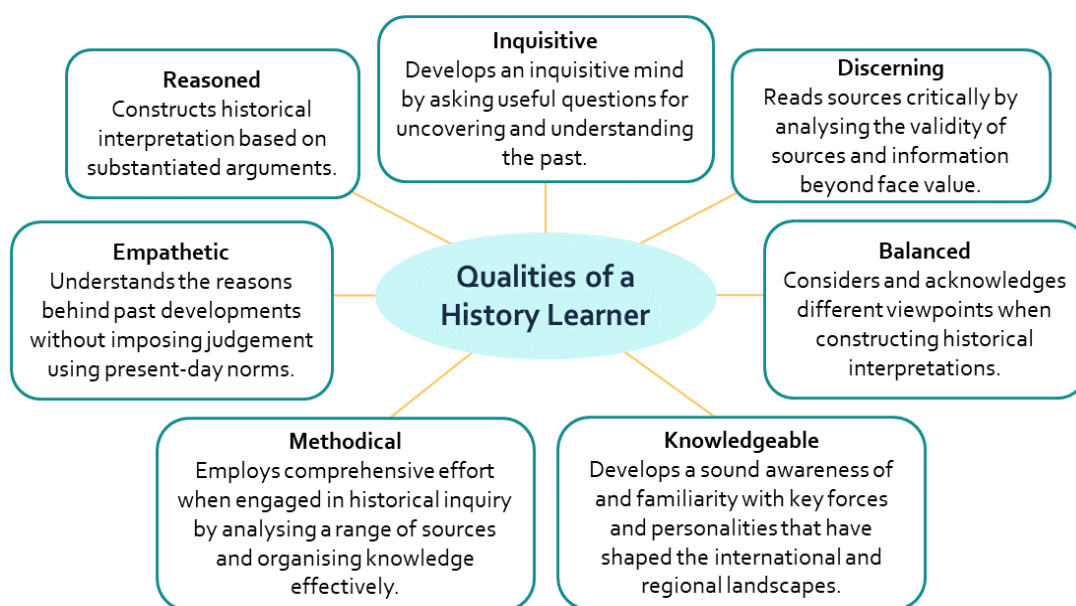 Inquisitive
Develops an inquisitive mind
by asking useful questions for
uncovering and understanding
the past.
Reasoned
Constructs historical
interpretation based on
substantiated arguments.
Discerning
Reads sources critically by
analysing the validity of
sources and information
beyond face value.
Empathetic
Understands the reasons
behind past developments
without imposing judgement
using present-day norms.
Qualities of a
History Learner
Balanced
Considers and acknowledges
different viewpoints when
constructing historical
interpretations.
Methodical
Employs comprehensive effort
when engaged in historical inquiry
by analysing a range of sources
and organising knowledge
effectively.
Knowledgeable
Develops a sound awareness of
and familiarity with key forces
and personalities that have
shaped the international and
regional landscapes.